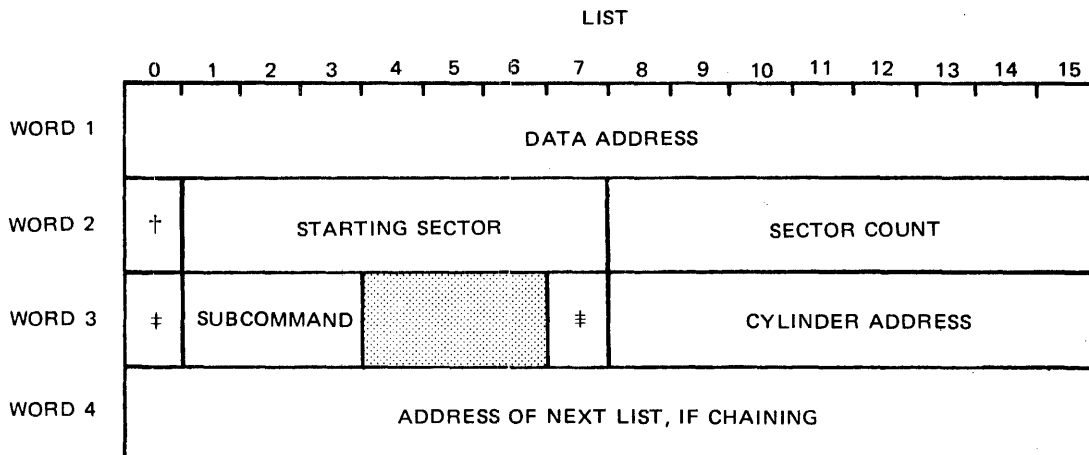 LIST
0 1 2 3 4 5 6 7 8 9 10 11 12 13 14 15
WORD 1 DATA ADDRESS
WORD 2 † STARTING SECTOR SECTOR COUNT
WORD 3 ‡ SUBCOMMAND ⹋ CYLINDER ADDRESS
WORD 4 ADDRESS OF NEXT LIST, IF CHAINING